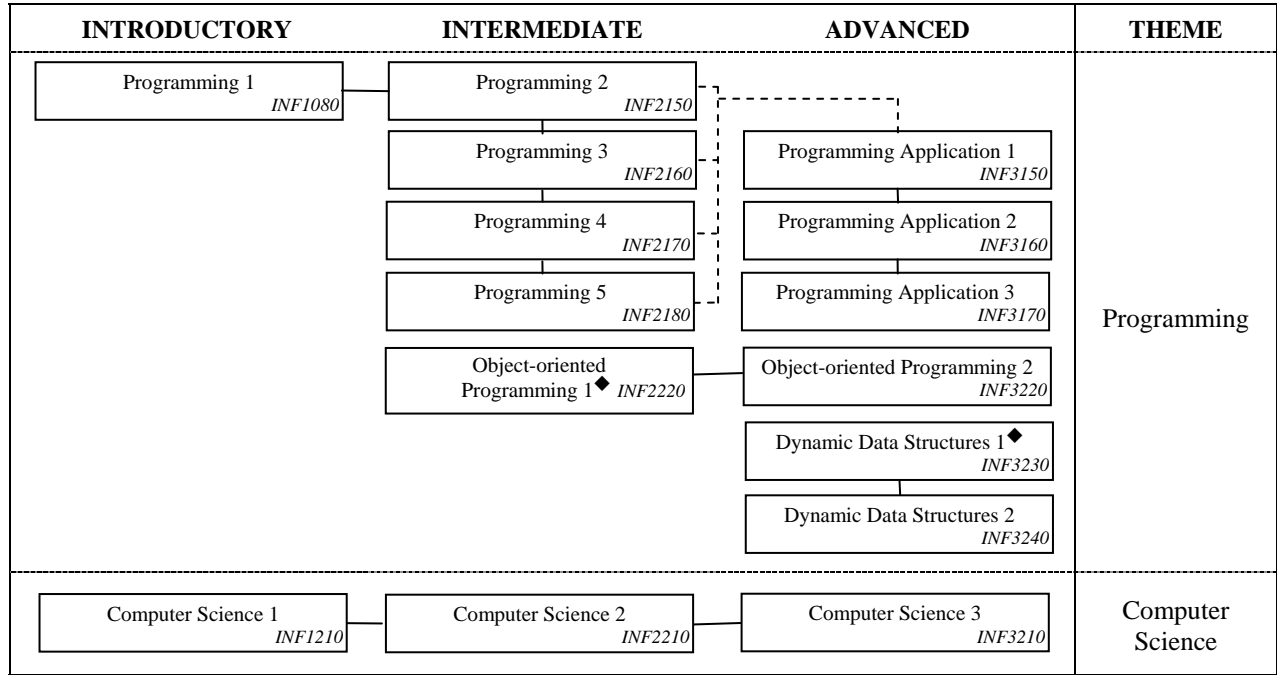 INTRODUCTORY INTERMEDIATE ADVANCED THEME
Programming 1
INF1080
Programming 2
INF2150
Programming 3
INF2160
Programming Application 1
INF3150
Programming 4
INF2170
Programming Application 2
INF3160
Programming 5
INF2180
Programming Application 3
INF3170
Programming
Object-oriented
Programming 1◆ INF2220
Object-oriented Programming 2
INF3220
Dynamic Data Structures 1◆
INF3230
Dynamic Data Structures 2
INF3240
Computer Science 1
INF1210
Computer Science 2
INF2210
Computer Science 3
INF3210
Computer
Science